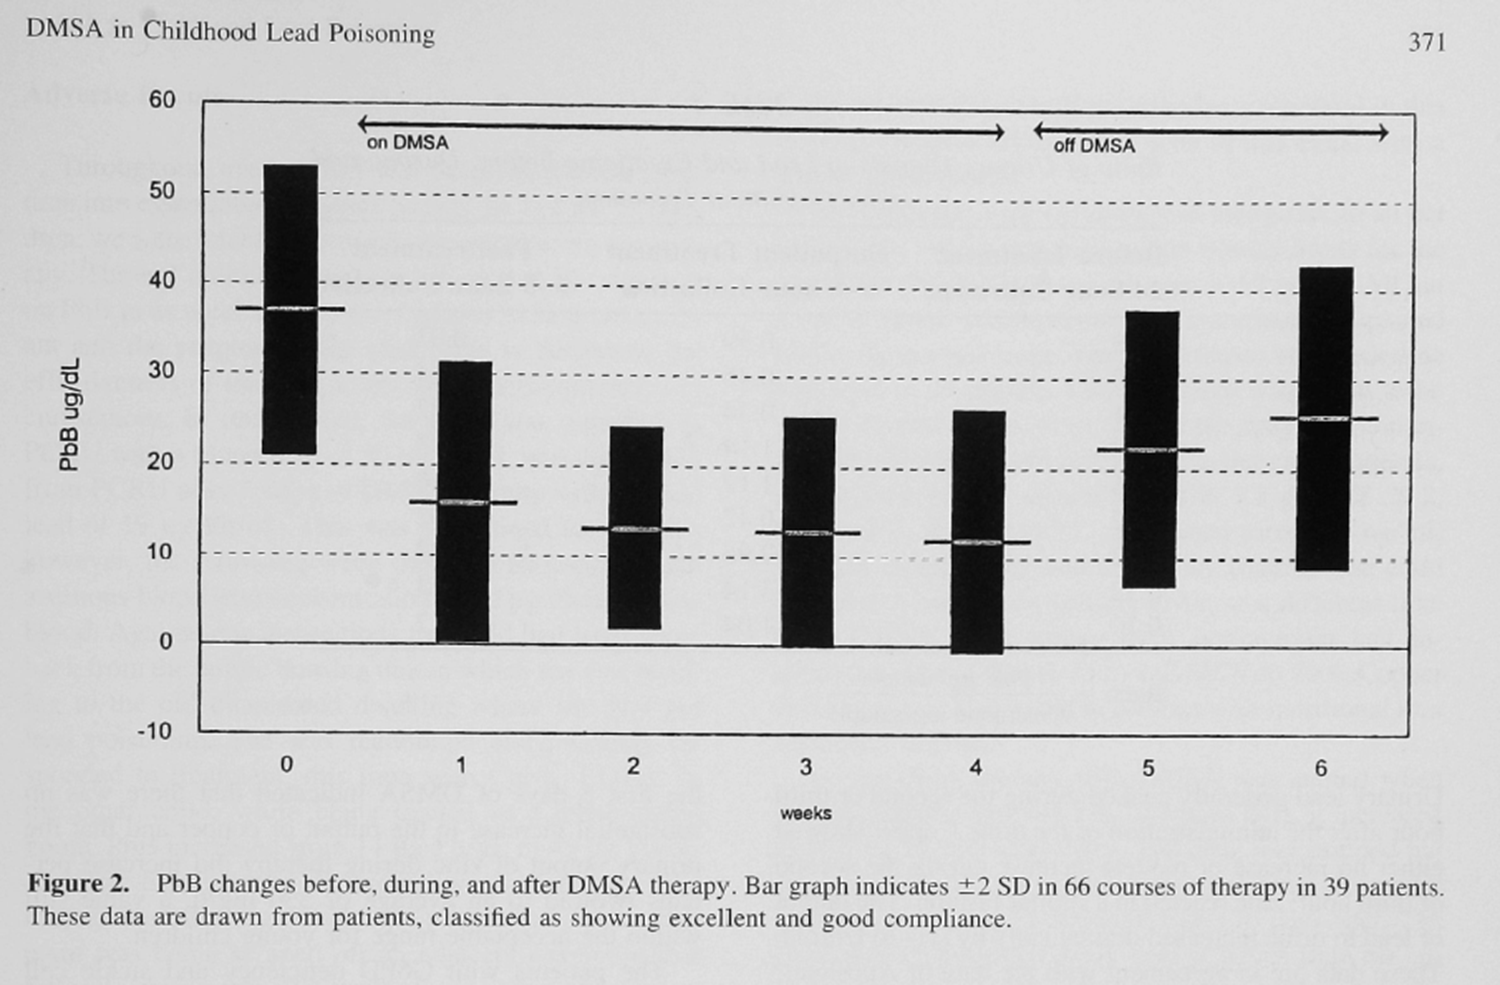 DMSA in Childhood Lead Poisoning
371
60
on DMSA
off DMSA
50
40
30
20
10
0
-10
PbB ug/dL
0 1 2 3 4 5 6
weeks
Figure 2. PbB changes before, during, and after DMSA therapy. Bar graph indicates ±2 SD in 66 courses of therapy in 39 patients.
These data are drawn from patients, classified as showing excellent and good compliance.